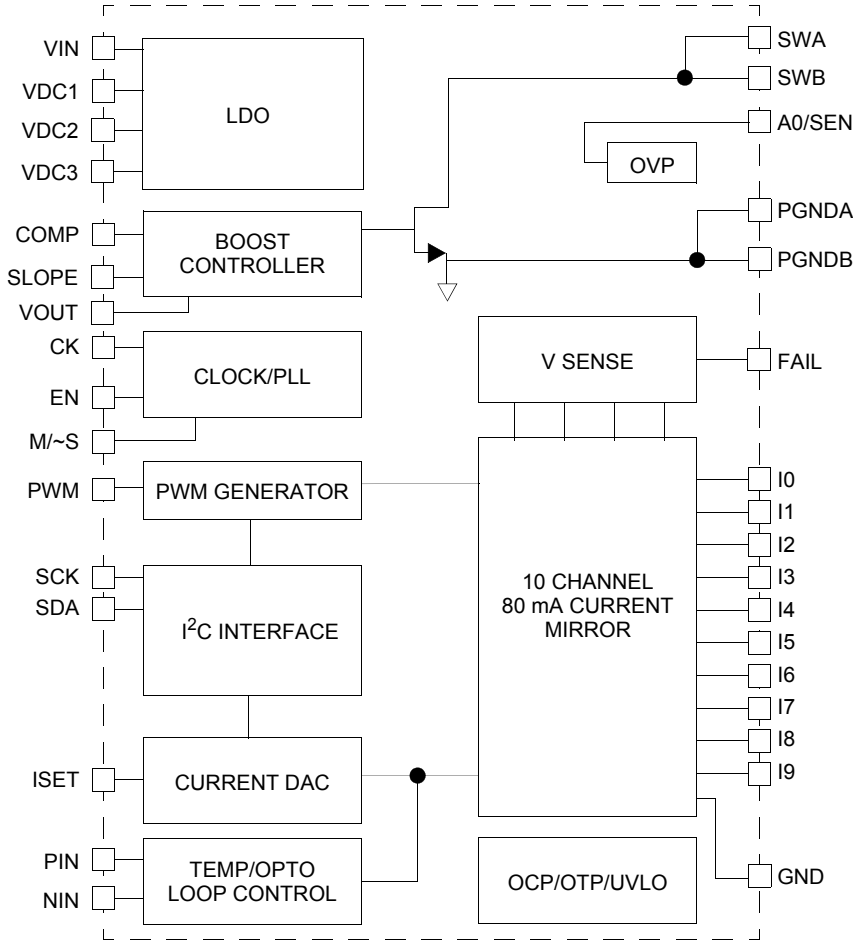 VIN
VDC1
VDC2
VDC3
LDO
SWA
SWB
A0/SEN
OVP
PGNDA
PGNDB
COMP
SLOPE
VOUT
BOOST
CONTROLLER
CK
EN
M/~S
CLOCK/PLL
V SENSE
FAIL
PWM
PWM GENERATOR
SCK
SDA
I²C INTERFACE
10 CHANNEL
80 mA CURRENT
MIRROR
I0
I1
I2
I3
I4
I5
I6
I7
I8
I9
ISET
CURRENT DAC
PIN
NIN
TEMP/OPTO
LOOP CONTROL
OCP/OTP/UVLO
GND